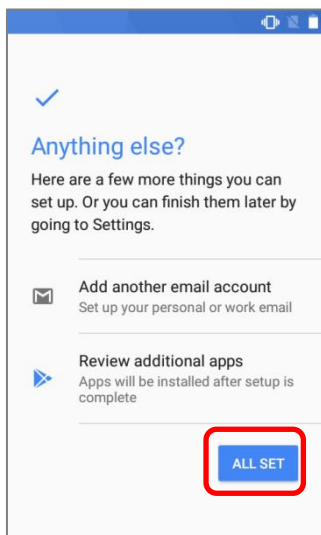 Anything else?
Here are a few more things you can
set up. Or you can finish them later by
going to Settings.
Add another email account
Set up your personal or work email
Review additional apps
Apps will be installed after setup is
complete
ALL SET